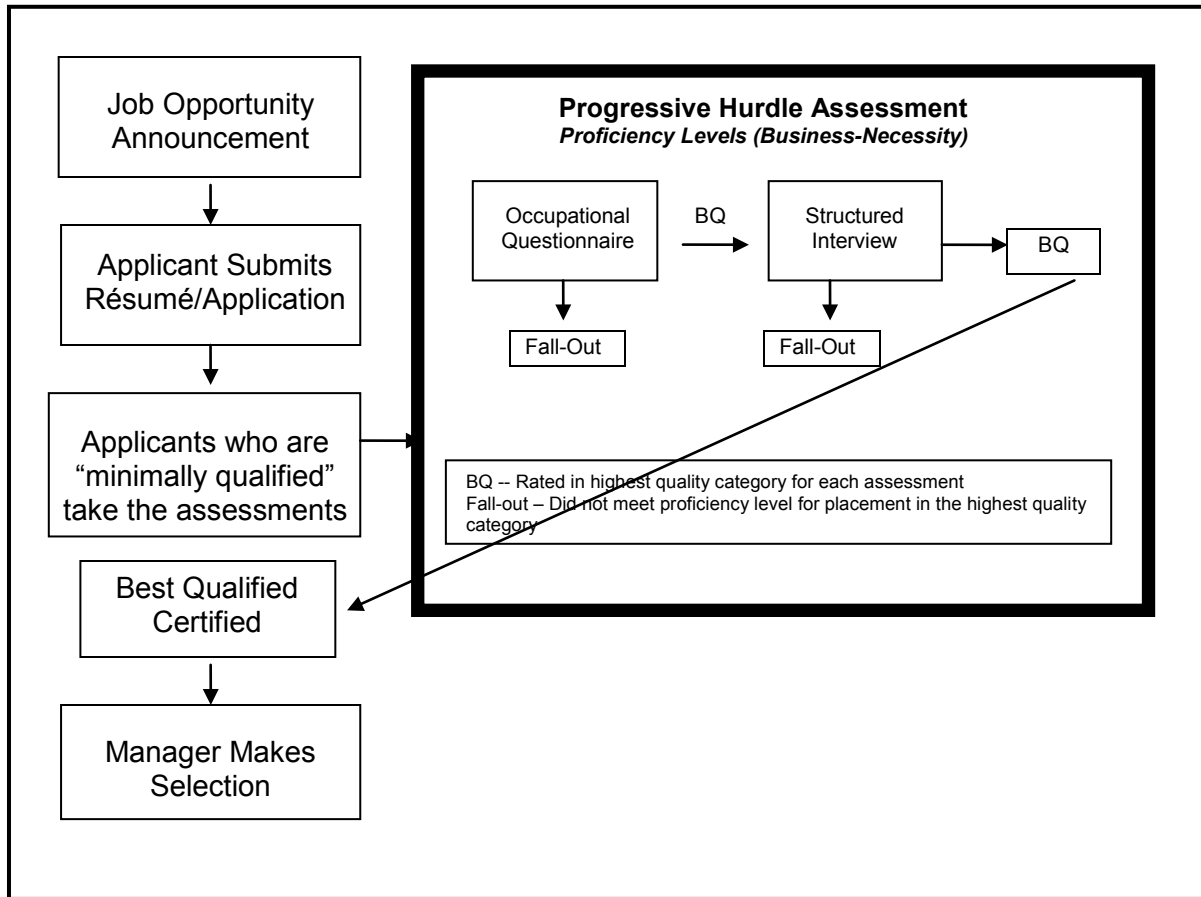 Job Opportunity
Announcement
Applicant Submits
Résumé/Application
Applicants who are
“minimally qualified”
take the assessments
Progressive Hurdle Assessment
Proficiency Levels (Business-Necessity)
Occupational
Questionnaire
BQ
Structured
Interview
BQ
Fall-Out
Fall-Out
BQ -- Rated in highest quality category for each assessment
Fall-out – Did not meet proficiency level for placement in the highest quality
category
Best Qualified
Certified
Manager Makes
Selection